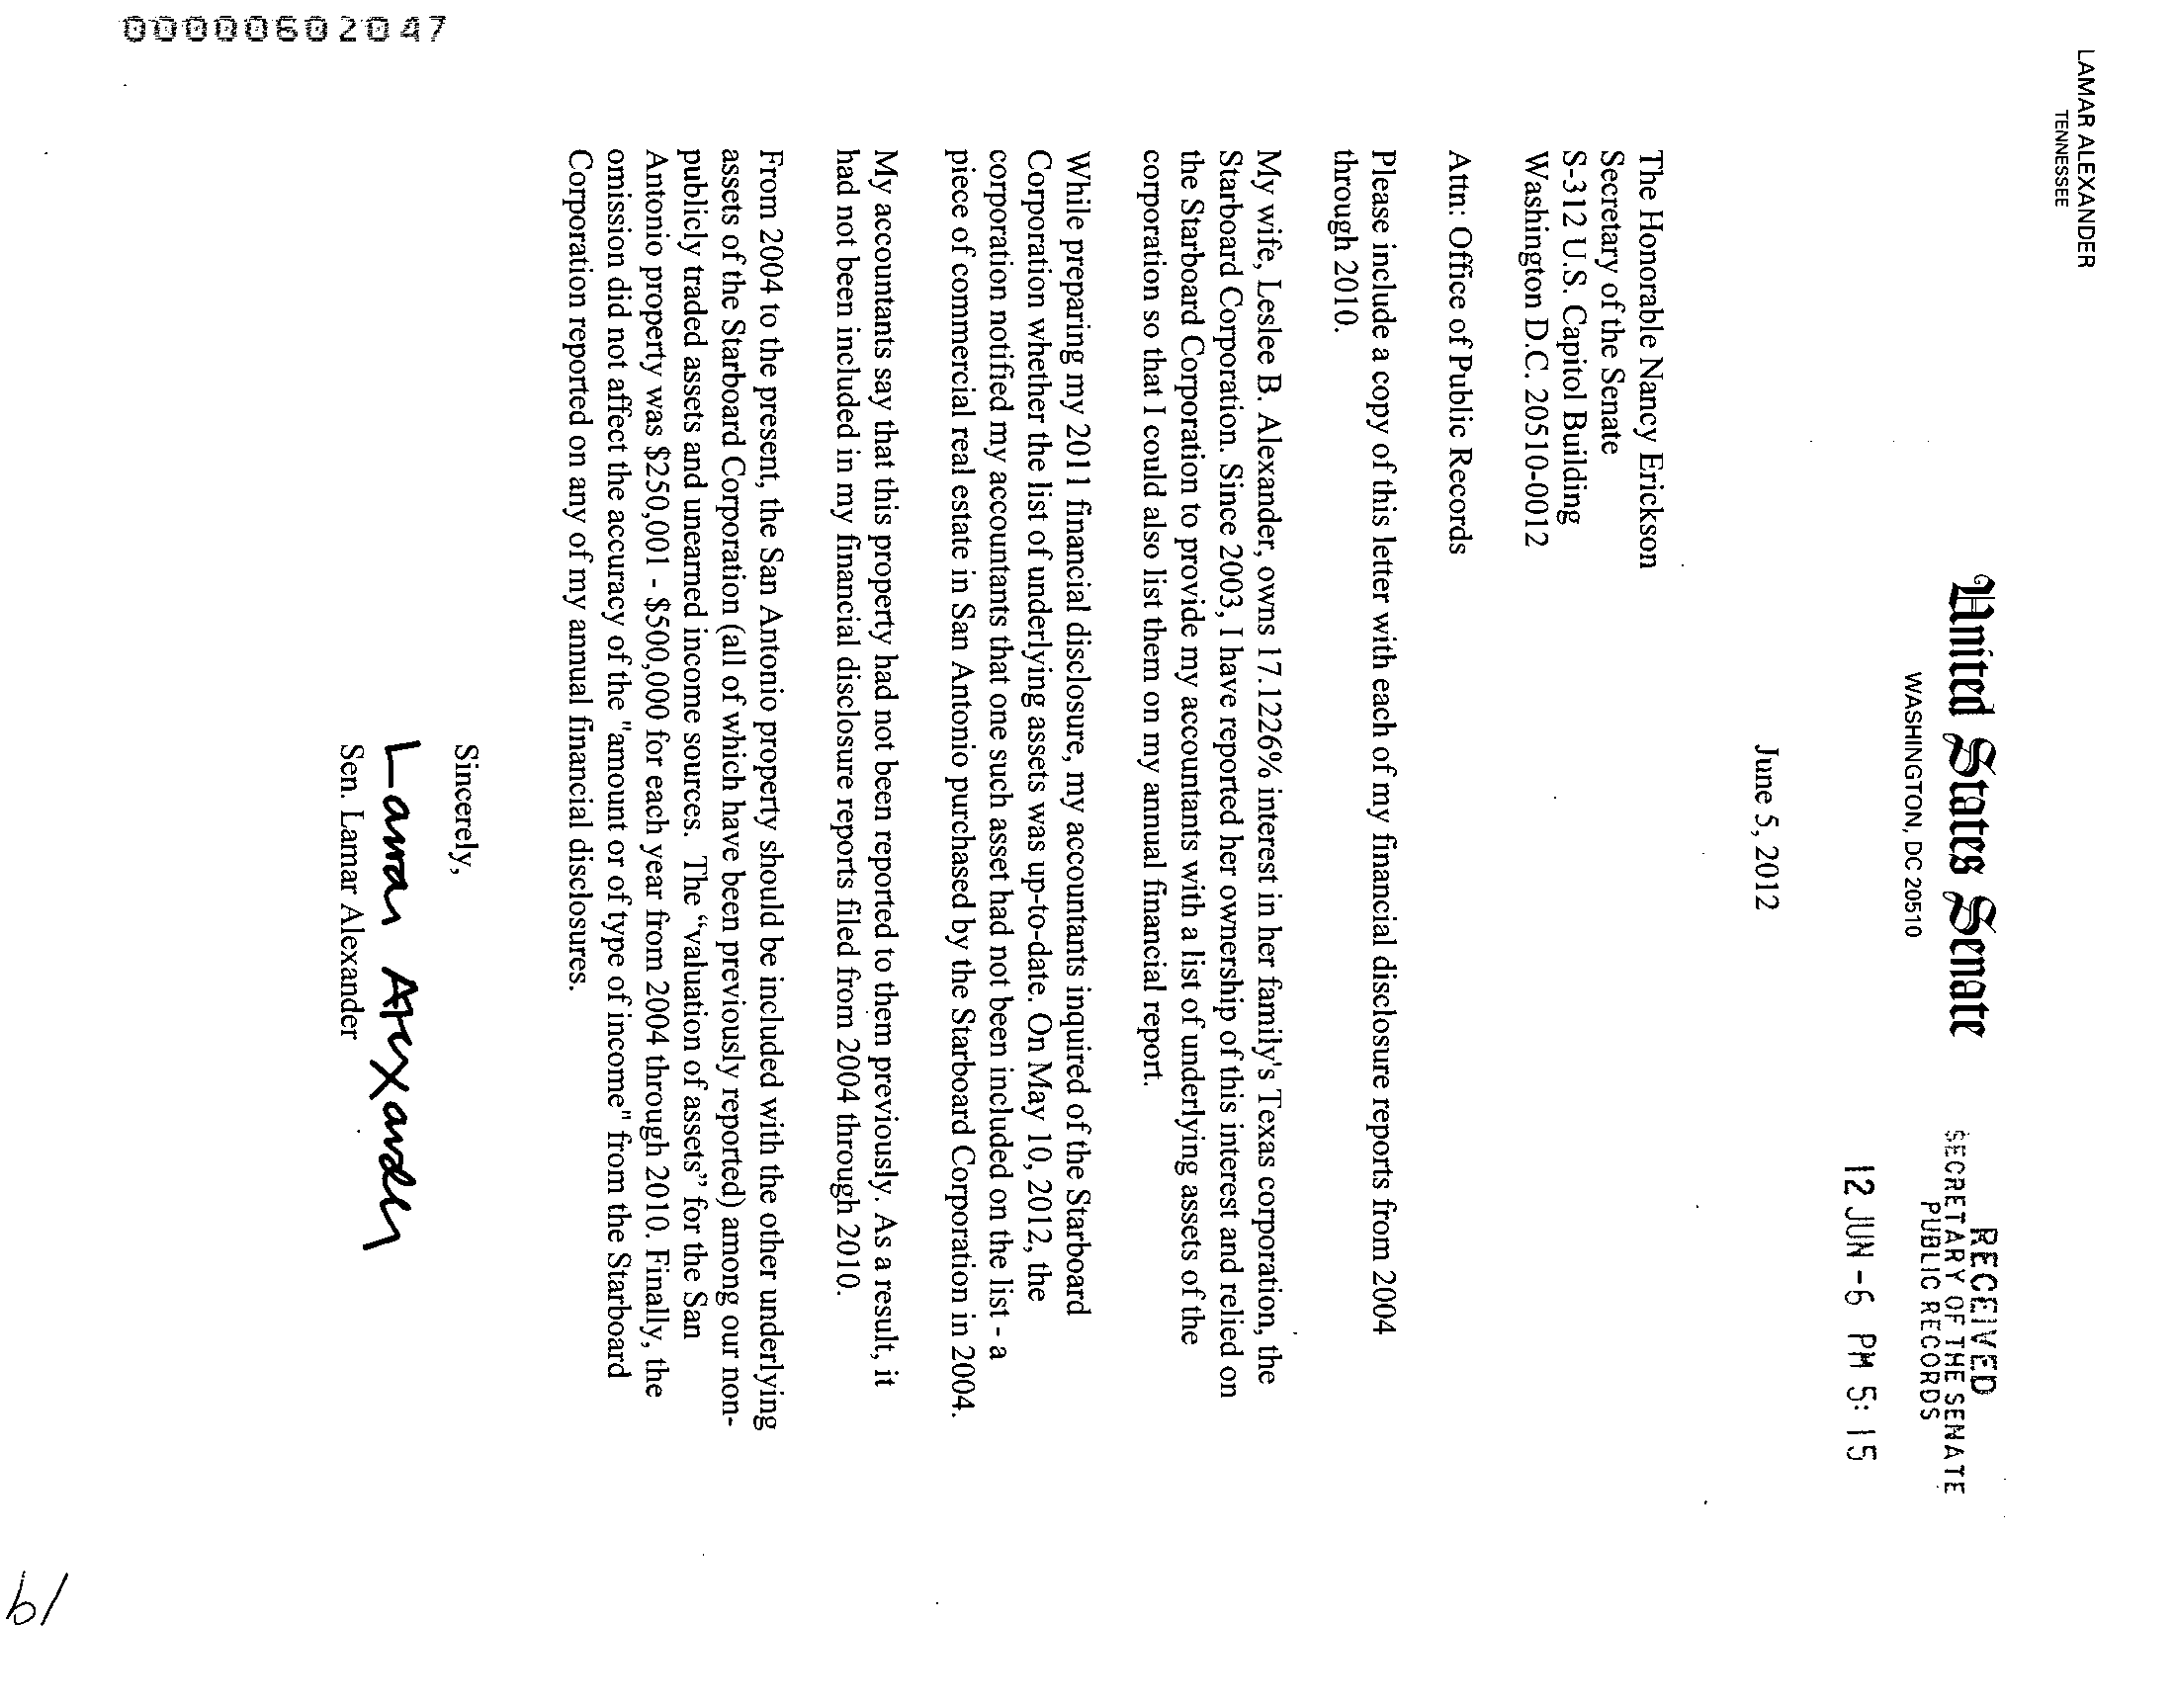 LAMAR ALEXANDER
TENNESSEE
United States Senate
WASHINGTON, DC 20510
RECEIVED
SECRETARY OF THE SENATE
PUBLIC RECORDS
12 JUN -6 PM 5:15
June 5, 2012
The Honorable Nancy Erickson
Secretary of the Senate
S-312 U.S. Capitol Building
Washington D.C. 20510-0012
Attn: Office of Public Records
Please include a copy of this letter with each of my financial disclosure reports from 2004
through 2010.
My wife, Leslee B. Alexander, owns 17.1226% interest in her family's Texas corporation, the
Starboard Corporation. Since 2003, I have reported her ownership of this interest and relied on
the Starboard Corporation to provide my accountants with a list of underlying assets of the
corporation so that I could also list them on my annual financial report.
While preparing my 2011 financial disclosure, my accountants inquired of the Starboard
Corporation whether the list of underlying assets was up-to-date. On May 10, 2012, the
corporation notified my accountants that one such asset had not been included on the list - a
piece of commercial real estate in San Antonio purchased by the Starboard Corporation in 2004.
My accountants say that this property had not been reported to them previously. As a result, it
had not been included in my financial disclosure reports filed from 2004 through 2010.
From 2004 to the present, the San Antonio property should be included with the other underlying
assets of the Starboard Corporation (all of which have been previously reported) among our non-
publicly traded assets and unearned income sources. The “valuation of assets” for the San
Antonio property was $250,001 - $500,000 for each year from 2004 through 2010. Finally, the
omission did not affect the accuracy of the "amount or of type of income" from the Starboard
Corporation reported on any of my annual financial disclosures.
Sincerely,
Lamar Alexander
Sen. Lamar Alexander
00000602047